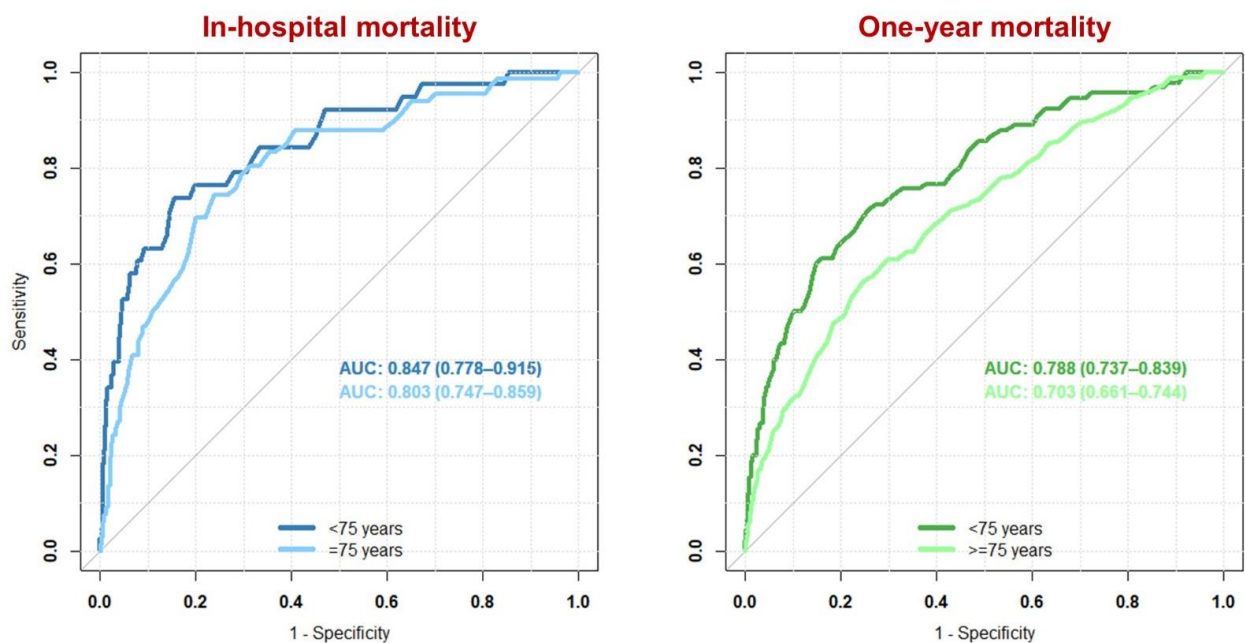 In-hospital mortality
Sensitivity
1.0
0.8
0.6
0.4
0.2
0.0
AUC: 0.847 (0.778–0.915)
AUC: 0.803 (0.747–0.859)
<75 years
=75 years
0.0 0.2 0.4 0.6 0.8 1.0
1 - Specificity
One-year mortality
1.0
0.8
0.6
0.4
0.2
0.0
AUC: 0.788 (0.737–0.839)
AUC: 0.703 (0.661–0.744)
<75 years
>=75 years
0.0 0.2 0.4 0.6 0.8 1.0
1 - Specificity